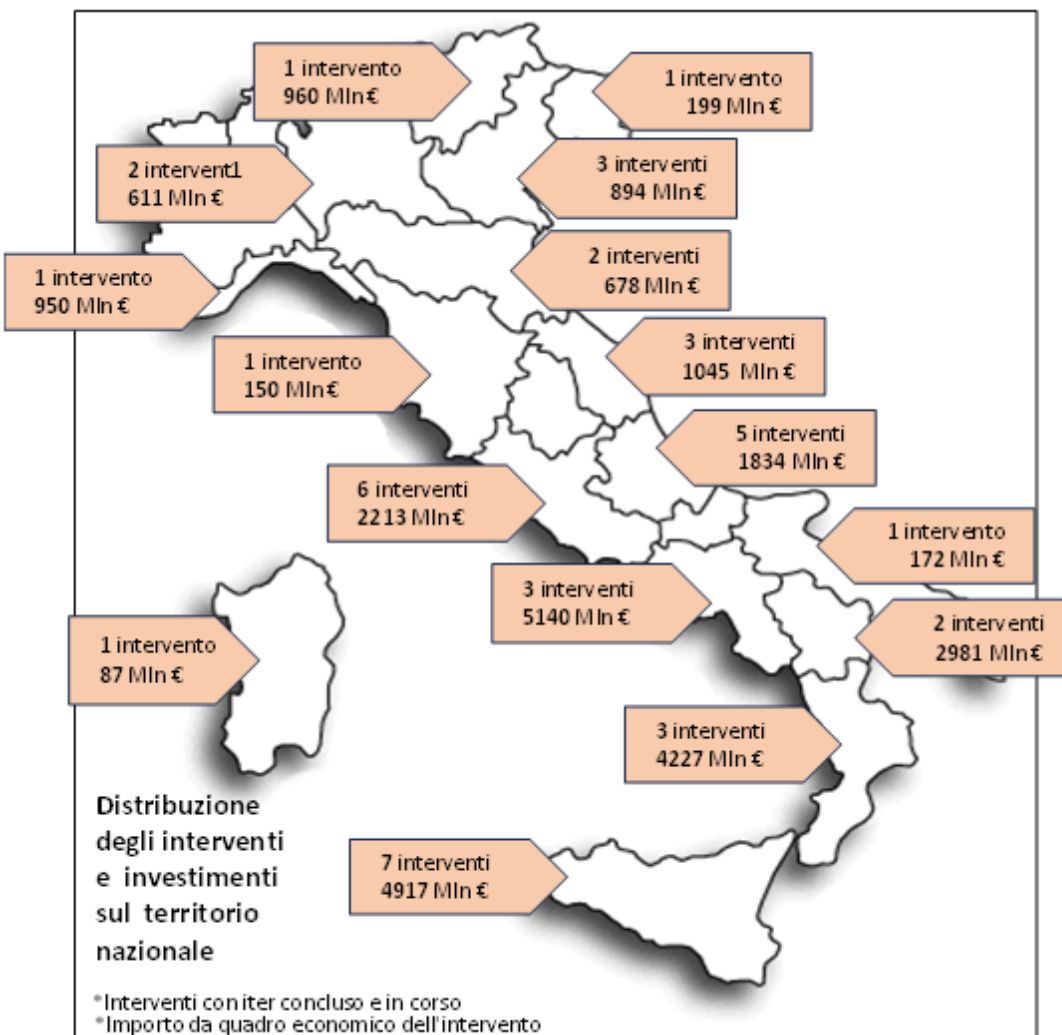 1 intervento
960 Mln €
1 intervento
199 Mln €
2 intervent1
611 Mln €
3 interventi
894 Mln €
1 intervento
950 Mln €
2 interventi
678 Mln €
1 intervento
150 Mln €
3 interventi
1045 Mln €
5 interventi
1834 Mln €
6 interventi
2213 Mln €
1 intervento
172 Mln €
3 interventi
5140 Mln €
2 interventi
2981 Mln €
1 intervento
87 Mln €
3 interventi
4227 Mln €
7 interventi
4917 Mln €
Distribuzione
degli interventi
e investimenti
sul territorio
nazionale
*Interventi con iter concluso e in corso
*Importo da quadro economico dell'intervento